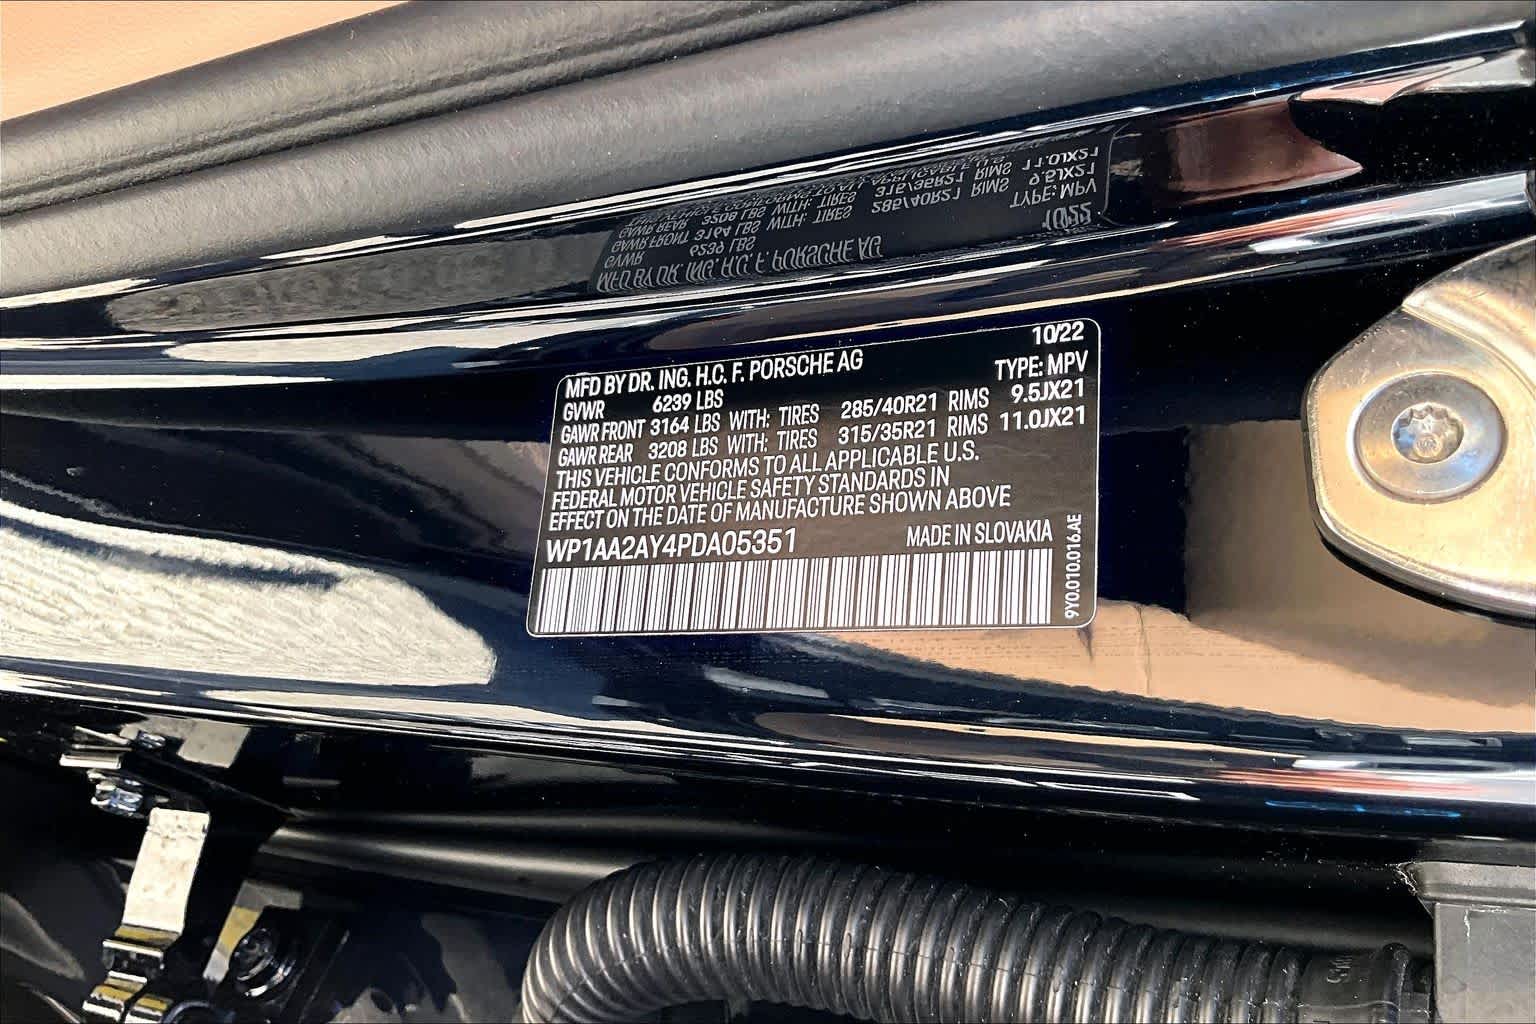 10/22
MFD BY DR. ING. H.C. F. PORSCHE AG TYPE: MPV
GVWR 6239 LBS
GAWR FRONT 3164 LBS WITH: TIRES 285/40R21 RIMS 9.5JX21
GAWR REAR 3208 LBS WITH: TIRES 315/35R21 RIMS 11.0JX21
THIS VEHICLE CONFORMS TO ALL APPLICABLE U.S.
FEDERAL MOTOR VEHICLE SAFETY STANDARDS IN
EFFECT ON THE DATE OF MANUFACTURE SHOWN ABOVE
WP1AA2AY4PDA05351 MADE IN SLOVAKIA
9Y0.010.016.AE